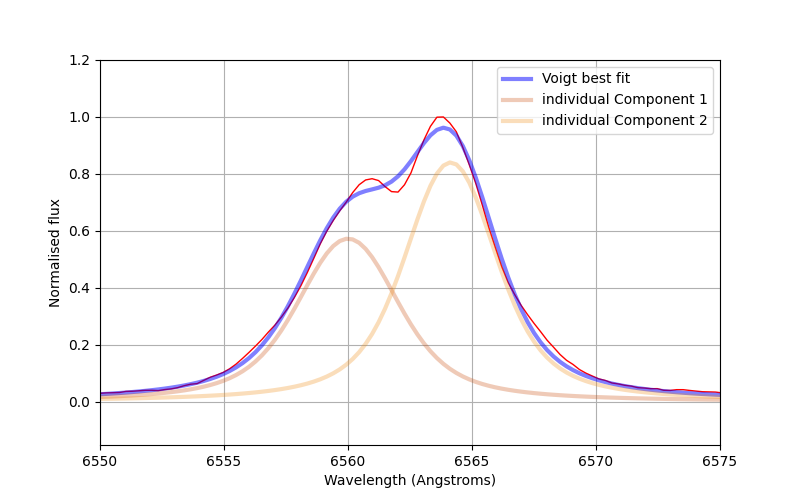 1.2
1.0
0.8
0.6
0.4
0.2
0.0
Normalised flux
Voigt best fit
individual Component 1
individual Component 2
6550 6555 6560 6565 6570 6575
Wavelength (Angstroms)